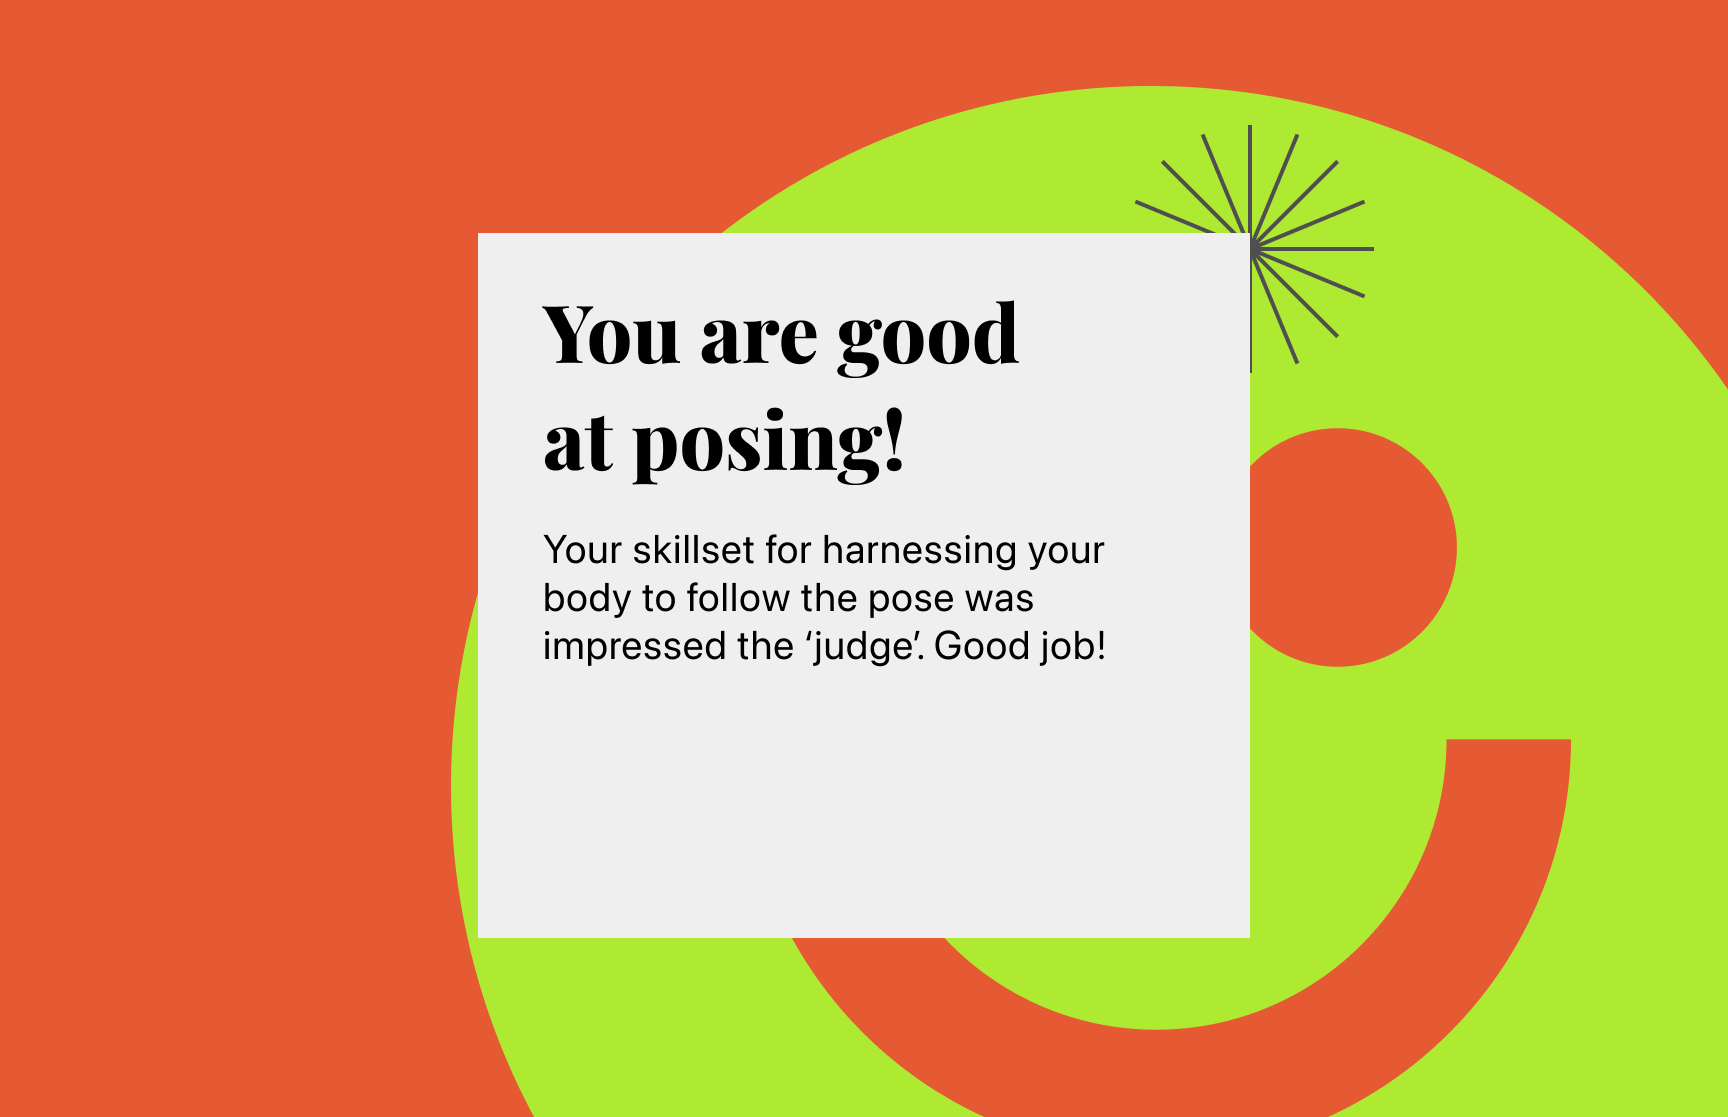 You are good
at posing!
Your skillset for harnessing your
body to follow the pose was
impressed the ‘judge’. Good job!